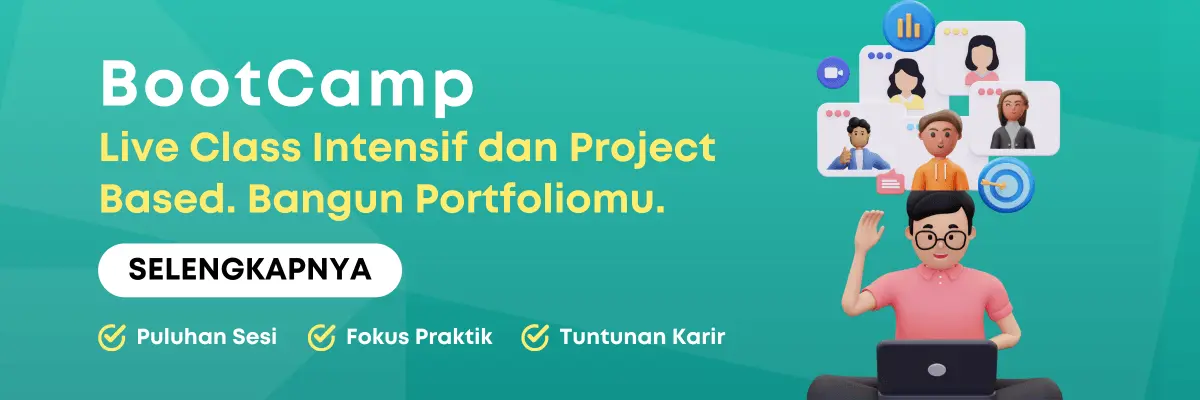 BootCamp
Live Class Intensif dan Project
Based. Bangun Portfoliomu.
SELENGKAPNYA
Puluhan Sesi
Fokus Praktik
Tuntunan Karir